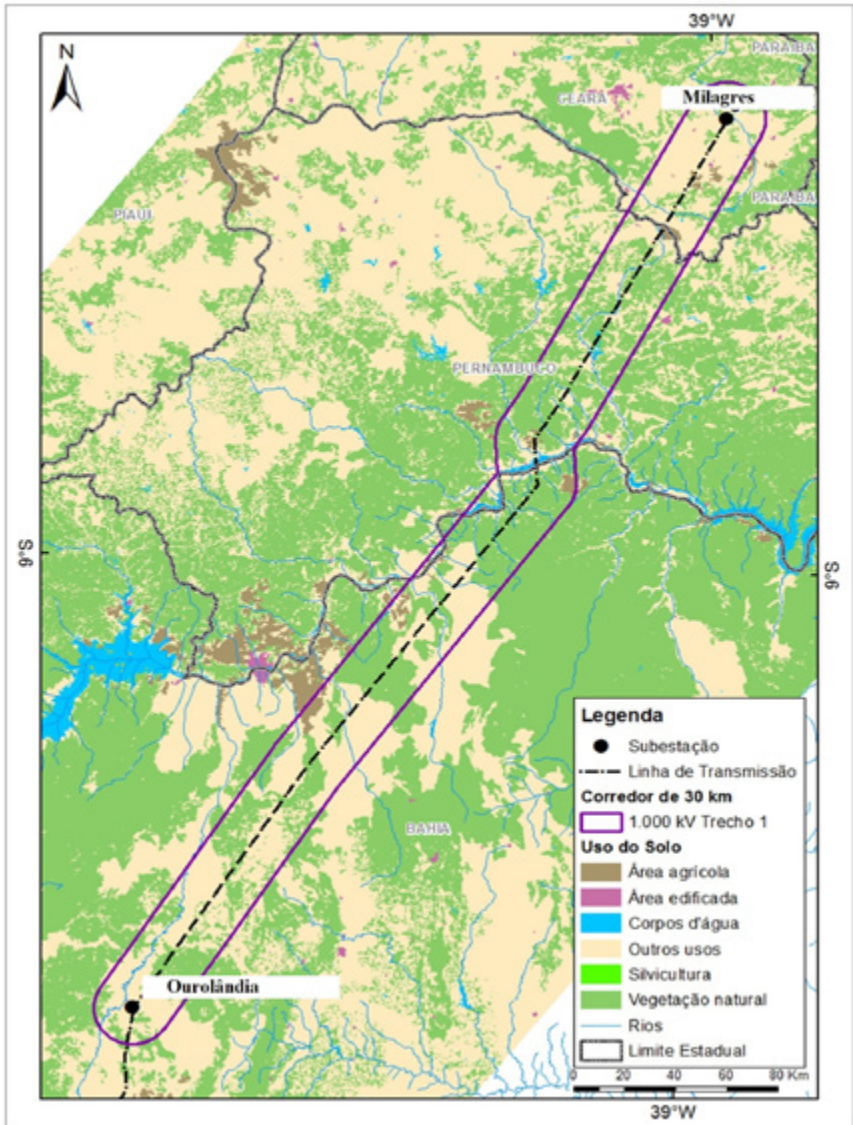 39°W
N
PARAÍBA
CEARÁ
Milagres
PARAÍBA
PIAUÍ
PERNAMBUCO
9°S
9°S
BAHIA
Ourolândia
Legenda
Subestação
Linha de Transmissão
Corredor de 30 km
1.000 kV Trecho 1
Uso do Solo
Área agrícola
Área edificada
Corpos d'água
Outros usos
Silvicultura
Vegetação natural
Rios
Limite Estadual
0 20 40 60 80 Km
39°W